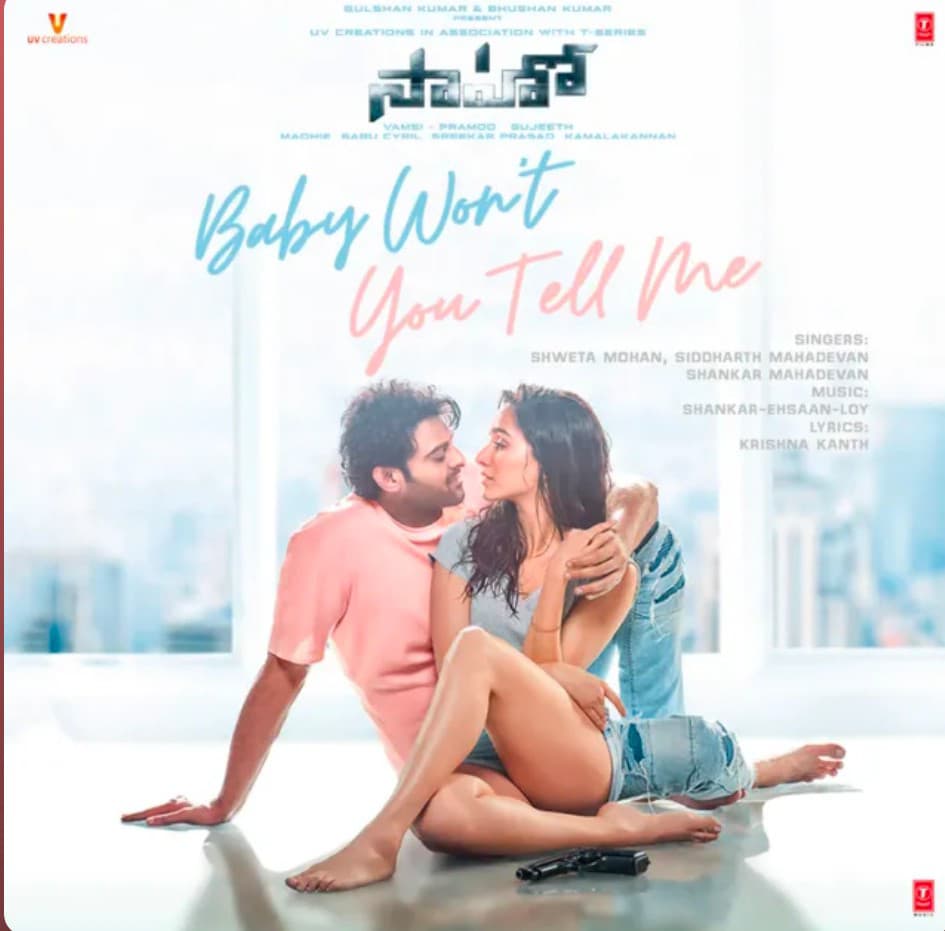 UV creations
GULSHAN KUMAR & BHUSHAN KUMAR
PRESENT
UV CREATIONS IN ASSOCIATION WITH T-SERIES
సాహో
VAMSI - PRAMOD SUJEETH
MADHIE SABU CYRIL SREEKAR PRASAD KAMALAKANNAN
Baby Won't
You Tell Me
SINGERS:
SHWETA MOHAN, SIDDHARTH MAHADEVAN
SHANKAR MAHADEVAN
MUSIC:
SHANKAR-EHSAAN-LOY
LYRICS:
KRISHNA KANTH